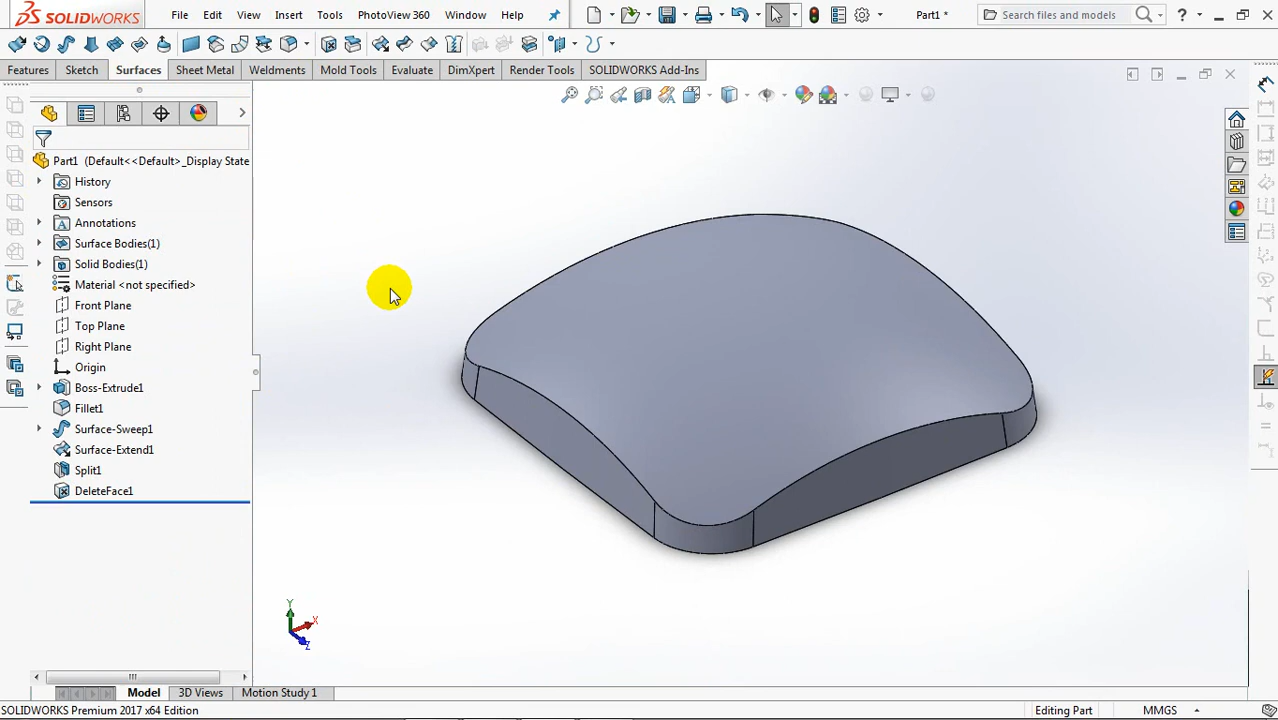 SOLIDWORKS File Edit View Insert Tools PhotoView 360 Window Help Part1 * Search files and models ?
Features Sketch Surfaces Sheet Metal Weldments Mold Tools Evaluate DimXpert Render Tools SOLIDWORKS Add-Ins
Part1 (Default<<Default>_Display State
History
Sensors
Annotations
Surface Bodies(1)
Solid Bodies(1)
Material <not specified>
Front Plane
Top Plane
Right Plane
Origin
Boss-Extrude1
Fillet1
Surface-Sweep1
Surface-Extend1
Split1
DeleteFace1
Y
X
Z
Model 3D Views Motion Study 1
SOLIDWORKS Premium 2017 x64 Edition Editing Part MMGS